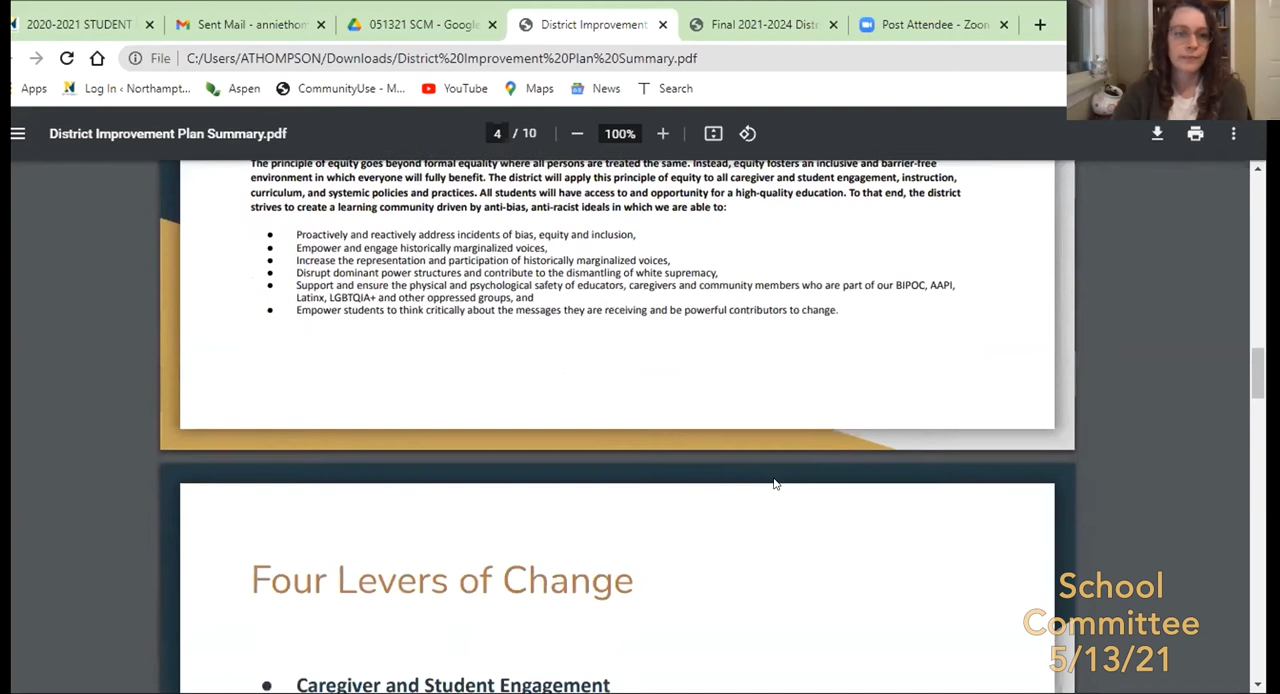 2020-2021 STUDENT
Sent Mail - anniethom
051321 SCM - Google
District Improvement
Final 2021-2024 Distr
Post Attendee - Zoom
File C:/Users/ATHOMPSON/Downloads/District%20Improvement%20Plan%20Summary.pdf
Apps
Log In ‹ Northampt...
Aspen
CommunityUse - M...
YouTube
Maps
News
Search
District Improvement Plan Summary.pdf
4 / 10
100%
The principle of equity goes beyond formal equality where all persons are treated the same. Instead, equity fosters an inclusive and barrier-free
environment in which everyone will fully benefit. The district will apply this principle of equity to all caregiver and student engagement, instruction,
curriculum, and systemic policies and practices. All students will have access to and opportunity for a high-quality education. To that end, the district
strives to create a learning community driven by anti-bias, anti-racist ideals in which we are able to:
● Proactively and reactively address incidents of bias, equity and inclusion,
● Empower and engage historically marginalized voices,
● Increase the representation and participation of historically marginalized voices,
● Disrupt dominant power structures and contribute to the dismantling of white supremacy,
● Support and ensure the physical and psychological safety of educators, caregivers and community members who are part of our BIPOC, AAPI,
Latinx, LGBTQIA+ and other oppressed groups, and
● Empower students to think critically about the messages they are receiving and be powerful contributors to change.
Four Levers of Change
● Caregiver and Student Engagement
School
Committee
5/13/21